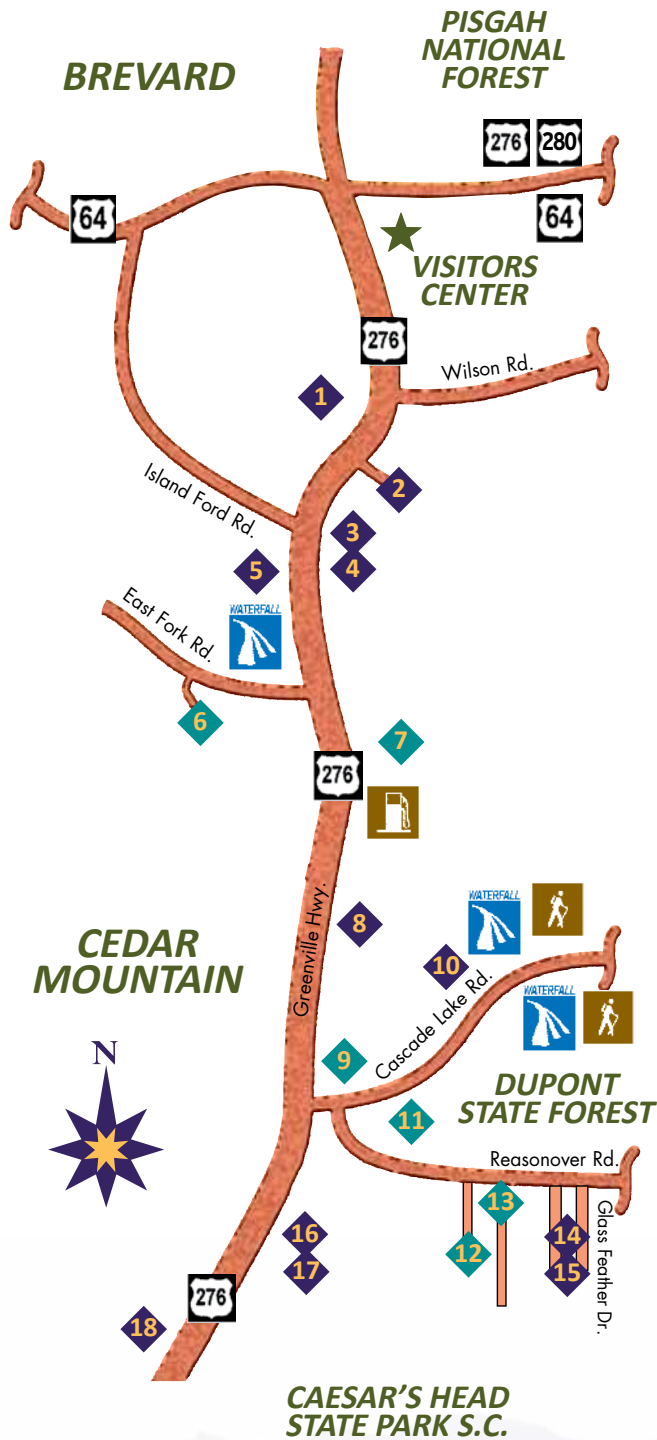 PISGAH
NATIONAL
FOREST
BREVARD
276
280
64
64
VISITORS
CENTER
276
Wilson Rd.
1
2
Island Ford Rd.
3
4
5
WATERFALL
East Fork Rd.
6
7
276
8
WATERFALL
Greenville Hwy.
CEDAR
MOUNTAIN
10
Cascade Lake Rd.
WATERFALL
N
9
DUPONT
STATE FOREST
11
Reasonover Rd.
13
Glass Feather Dr.
12
14
15
16
17
276
18
CAESAR'S HEAD
STATE PARK S.C.